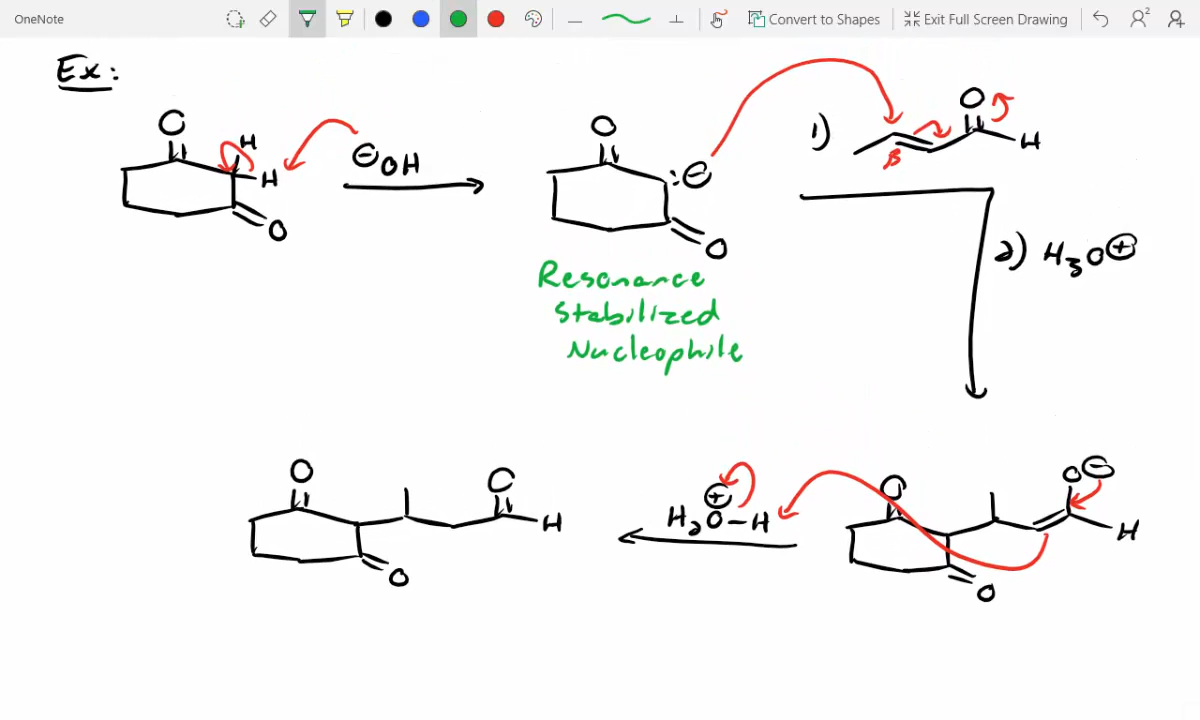 OneNote
Convert to Shapes
Exit Full Screen Drawing
Ex:
O
H
H
O
⊖OH
O
:⊖
O
1)
O
H
β
2) H₃O⊕
Resonance
Stabilized
Nucleophile
O
O
H
O
⊕
H₂O-H
O
O⊖
H
O